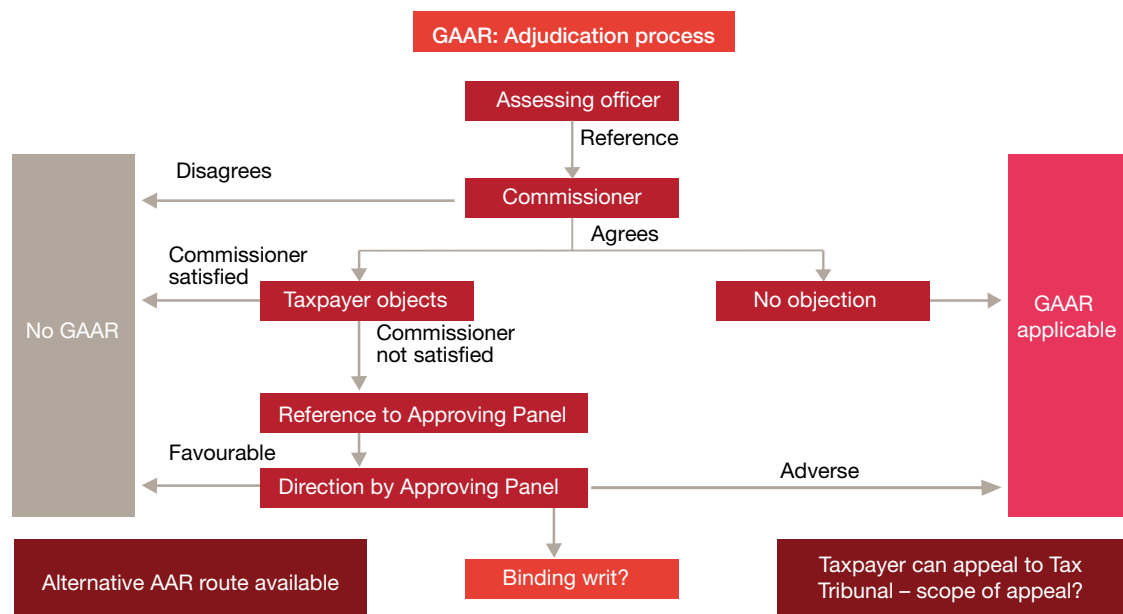 GAAR: Adjudication process
Assessing officer
Reference
Disagrees
Commissioner
Agrees
Commissioner
satisfied
Taxpayer objects
No objection
No GAAR
GAAR
applicable
Commissioner
not satisfied
Reference to Approving Panel
Favourable
Direction by Approving Panel
Adverse
Alternative AAR route available
Binding writ?
Taxpayer can appeal to Tax
Tribunal – scope of appeal?